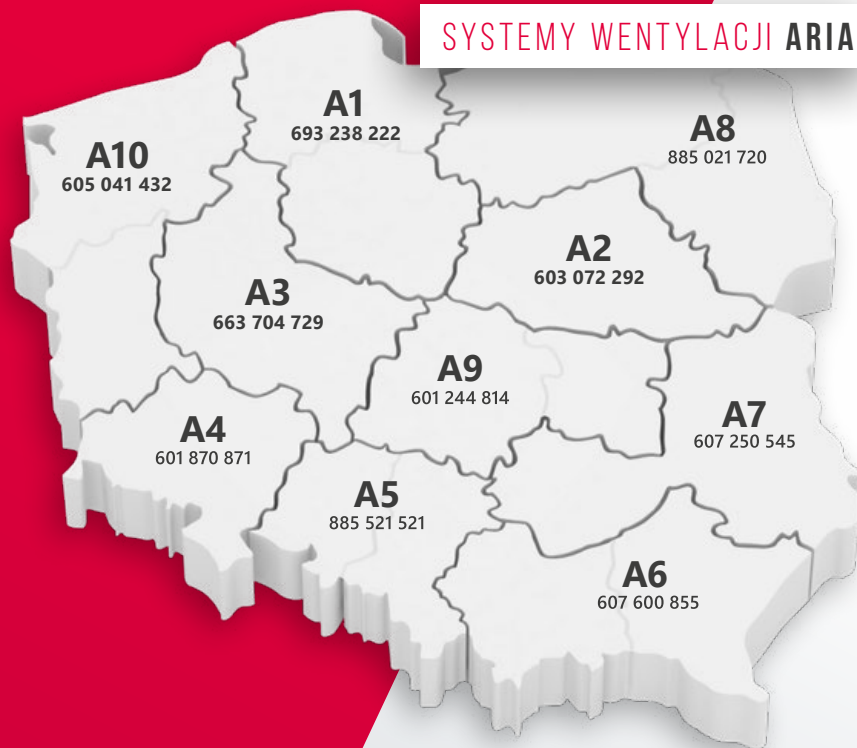 SYSTEMY WENTYLACJI ARIA
A1
693 238 222
A8
885 021 720
A10
605 041 432
A2
603 072 292
A3
663 704 729
A9
601 244 814
A7
607 250 545
A4
601 870 871
A5
885 521 521
A6
607 600 855